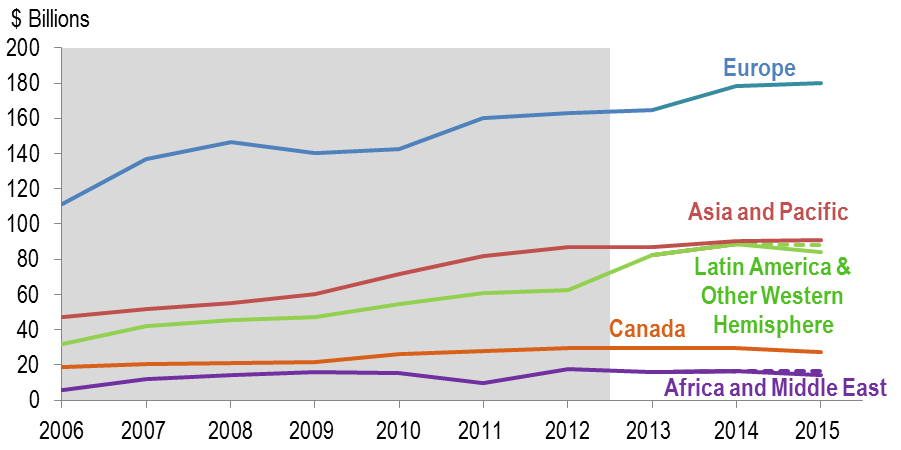 $ Billions
200
180
160
140
120
100
80
60
40
20
0
Europe
Asia and Pacific
Latin America &
Other Western
Hemisphere
Canada
Africa and Middle East
2006 2007 2008 2009 2010 2011 2012 2013 2014 2015